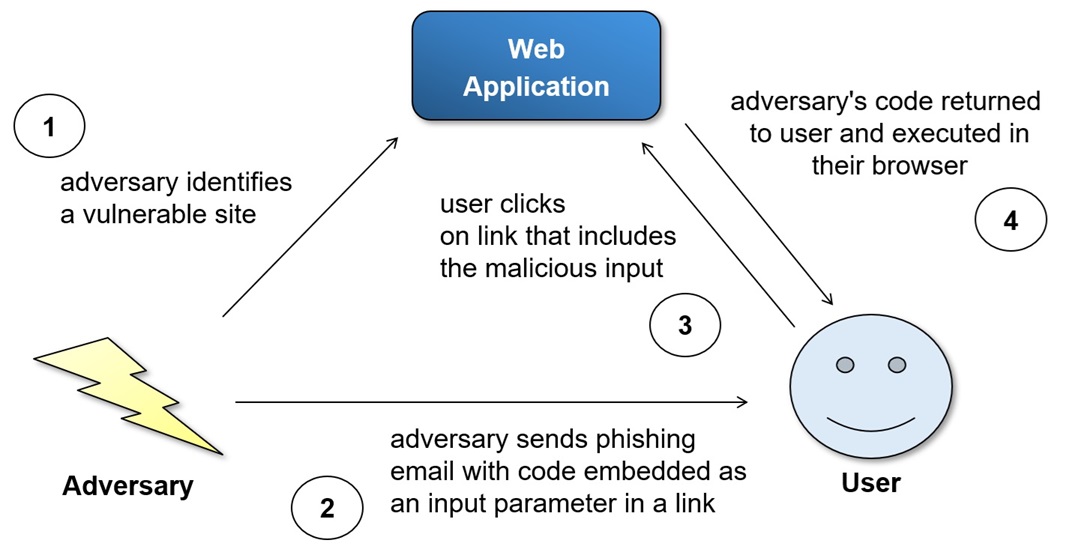 Web
Application
1
adversary identifies
a vulnerable site
adversary's code returned
to user and executed in
their browser
4
user clicks
on link that includes
the malicious input
3
Adversary
2
adversary sends phishing
email with code embedded as
an input parameter in a link
User